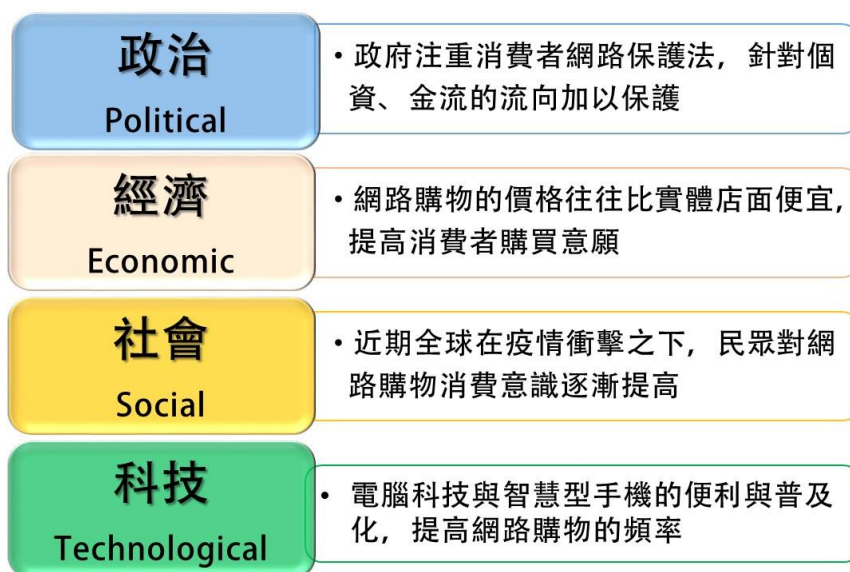 政治
Political
・政府注重消費者網路保護法，針對個
資、金流的流向加以保護
經濟
Economic
・網路購物的價格往往比實體店面便宜，
提高消費者購買意願
社會
Social
・近期全球在疫情衝擊之下，民眾對網
路購物消費意識逐漸提高
科技
Technological
・電腦科技與智慧型手機的便利與普及
化，提高網路購物的頻率